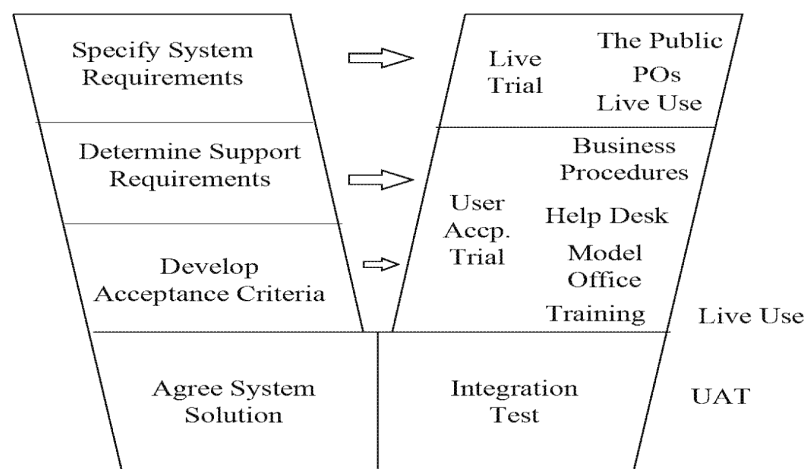 Specify System
Requirements
Determine Support
Requirements
Develop
Acceptance Criteria
Agree System
Solution
Live
Trial
The Public
POs
Live Use
User
Accp.
Trial
Business
Procedures
Help Desk
Model
Office
Training
Integration
Test
Live Use
UAT